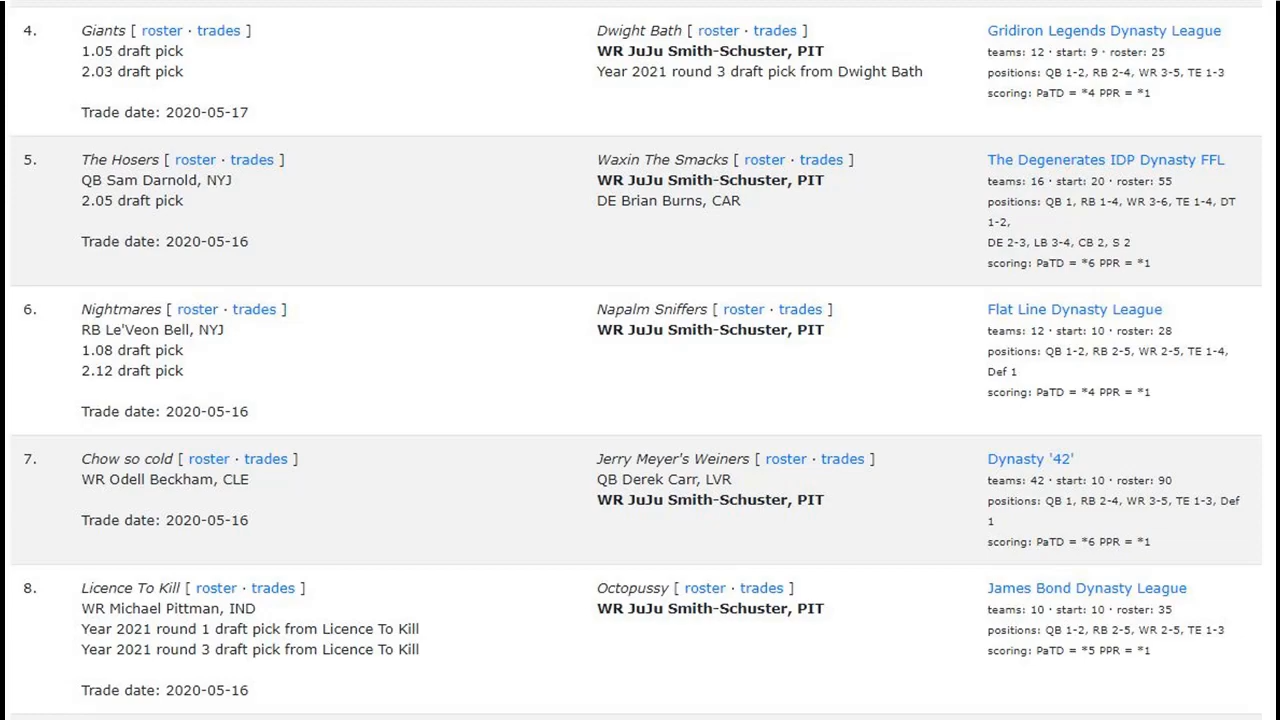 4.
Giants [ roster · trades ]
1.05 draft pick
2.03 draft pick
Trade date: 2020-05-17
Dwight Bath [ roster · trades ]
WR JuJu Smith-Schuster, PIT
Year 2021 round 3 draft pick from Dwight Bath
Gridiron Legends Dynasty League
teams: 12 · start: 9 · roster: 25
positions: QB 1-2, RB 2-4, WR 3-5, TE 1-3
scoring: PaTD = *4 PPR = *1
5.
The Hosers [ roster · trades ]
QB Sam Darnold, NYJ
2.05 draft pick
Trade date: 2020-05-16
Waxin The Smacks [ roster · trades ]
WR JuJu Smith-Schuster, PIT
DE Brian Burns, CAR
The Degenerates IDP Dynasty FFL
teams: 16 · start: 20 · roster: 55
positions: QB 1, RB 1-4, WR 3-6, TE 1-4, DT
1-2,
DE 2-3, LB 3-4, CB 2, S 2
scoring: PaTD = *6 PPR = *1
6.
Nightmares [ roster · trades ]
RB Le'Veon Bell, NYJ
1.08 draft pick
2.12 draft pick
Trade date: 2020-05-16
Napalm Sniffers [ roster · trades ]
WR JuJu Smith-Schuster, PIT
Flat Line Dynasty League
teams: 12 · start: 10 · roster: 28
positions: QB 1-2, RB 2-5, WR 2-5, TE 1-4,
Def 1
scoring: PaTD = *4 PPR = *1
7.
Chow so cold [ roster · trades ]
WR Odell Beckham, CLE
Trade date: 2020-05-16
Jerry Meyer's Weiners [ roster · trades ]
QB Derek Carr, LVR
WR JuJu Smith-Schuster, PIT
Dynasty '42'
teams: 42 · start: 10 · roster: 90
positions: QB 1, RB 2-4, WR 3-5, TE 1-3, Def
1
scoring: PaTD = *6 PPR = *1
8.
Licence To Kill [ roster · trades ]
WR Michael Pittman, IND
Year 2021 round 1 draft pick from Licence To Kill
Year 2021 round 3 draft pick from Licence To Kill
Trade date: 2020-05-16
Octopussy [ roster · trades ]
WR JuJu Smith-Schuster, PIT
James Bond Dynasty League
teams: 10 · start: 10 · roster: 35
positions: QB 1-2, RB 2-5, WR 2-5, TE 1-3
scoring: PaTD = *5 PPR = *1